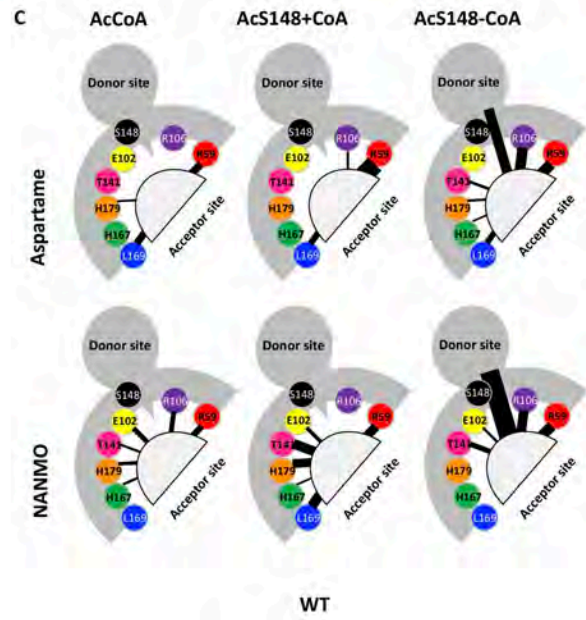 C
AcCoA
AcS148+CoA
AcS148-CoA
Aspartame
Donor site
S148
R106
E102
R59
T141
H179
H167
L169
Acceptor site
Donor site
S148
R106
E102
R59
T141
H179
H167
L169
Acceptor site
Donor site
S148
R106
E102
R59
T141
H179
H167
L169
Acceptor site
NANMO
Donor site
S148
R106
E102
R59
T141
H179
H167
L169
Acceptor site
Donor site
S148
R106
E102
R59
T141
H179
H167
L169
Acceptor site
Donor site
S148
R106
E102
R59
T141
H179
H167
L169
Acceptor site
WT